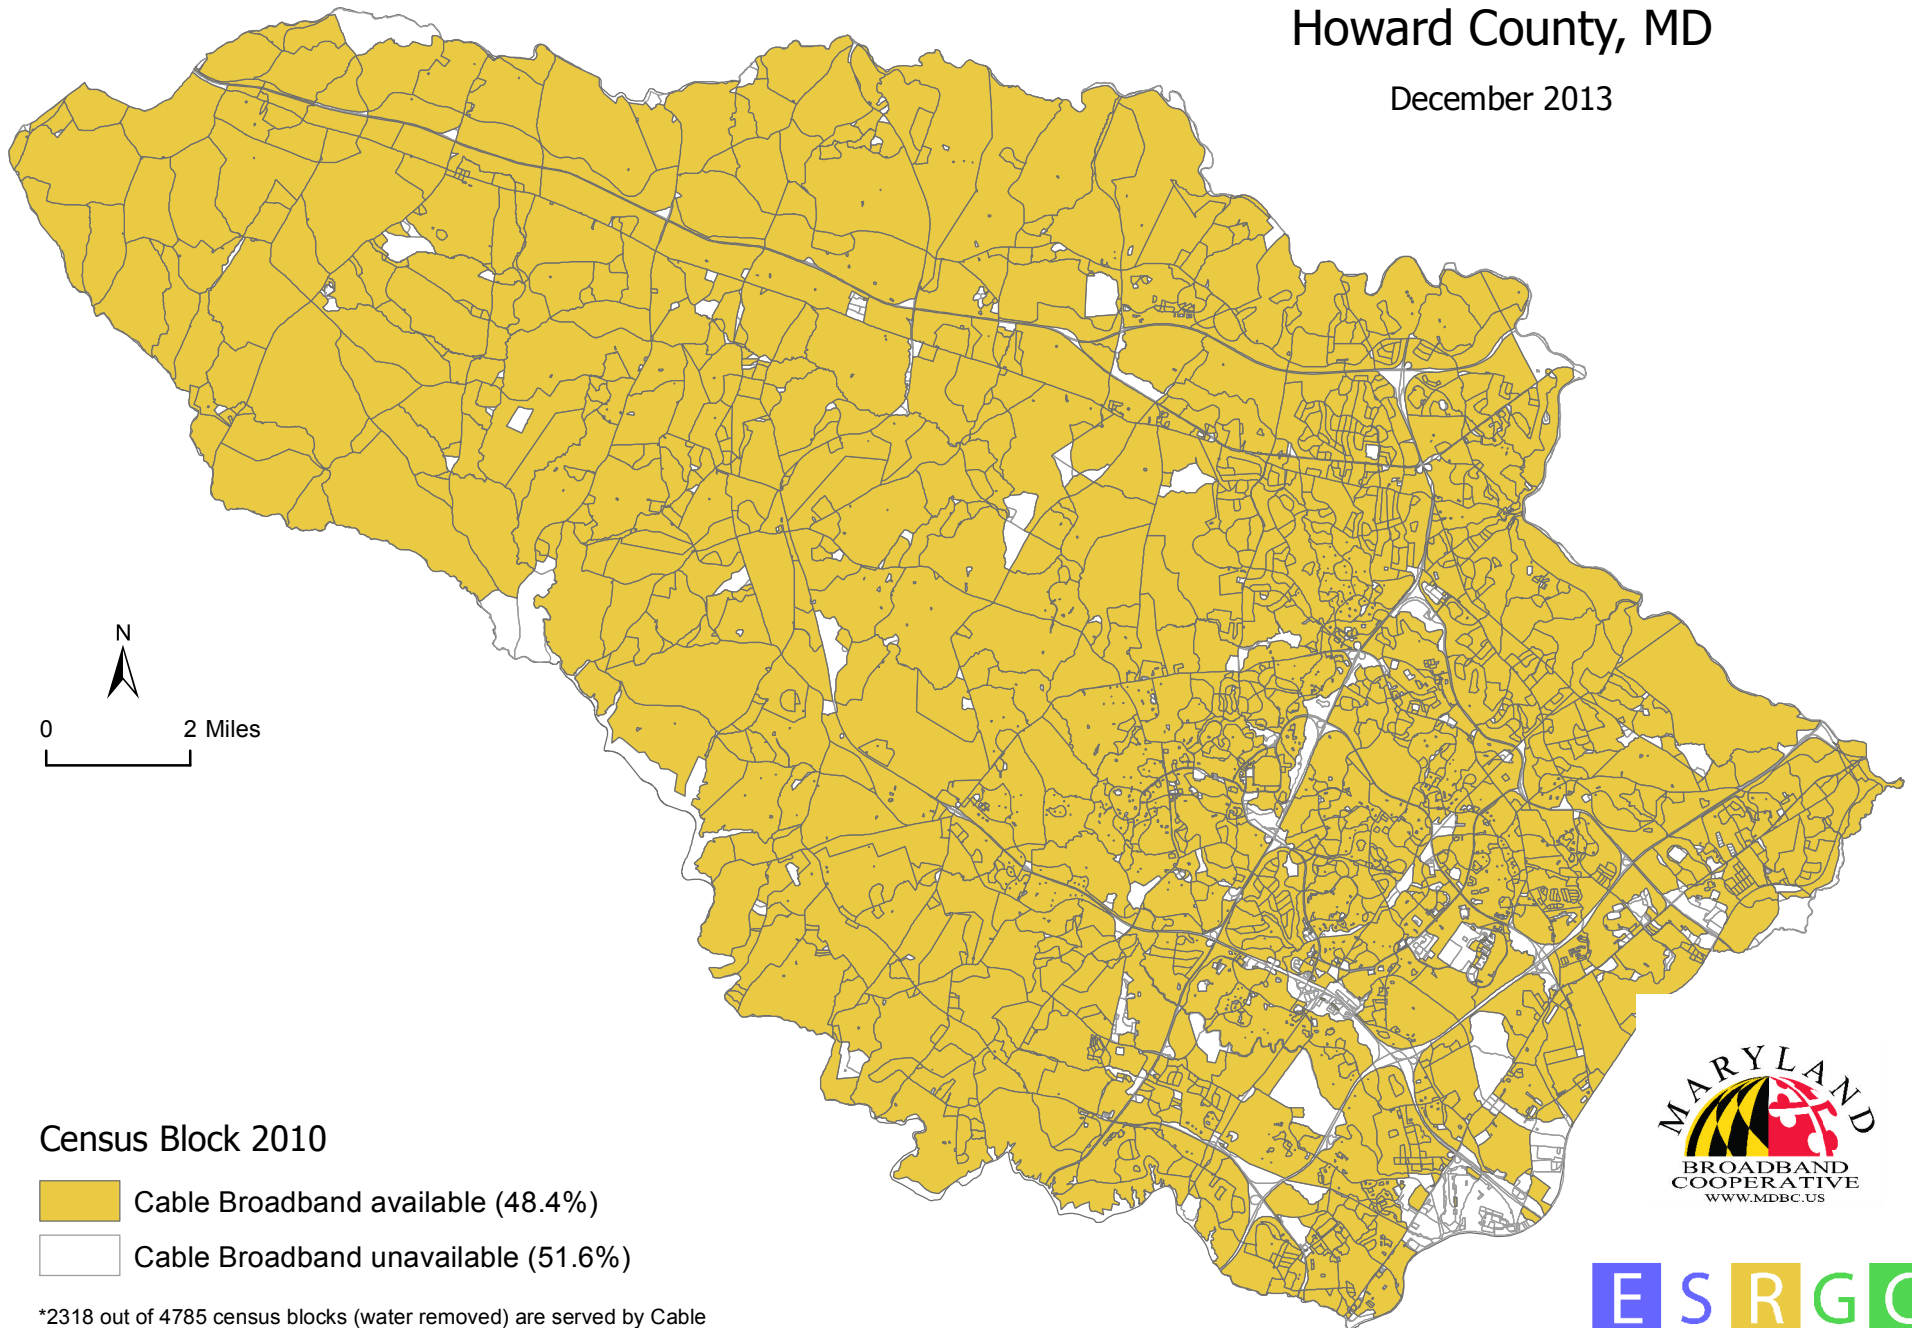 Howard County, MD
December 2013
N
0 2 Miles
Census Block 2010
Cable Broadband available (48.4%)
Cable Broadband unavailable (51.6%)
*2318 out of 4785 census blocks (water removed) are served by Cable
MARYLAND
BROADBAND
COOPERATIVE
WWW.MDBC.US
E S R G C